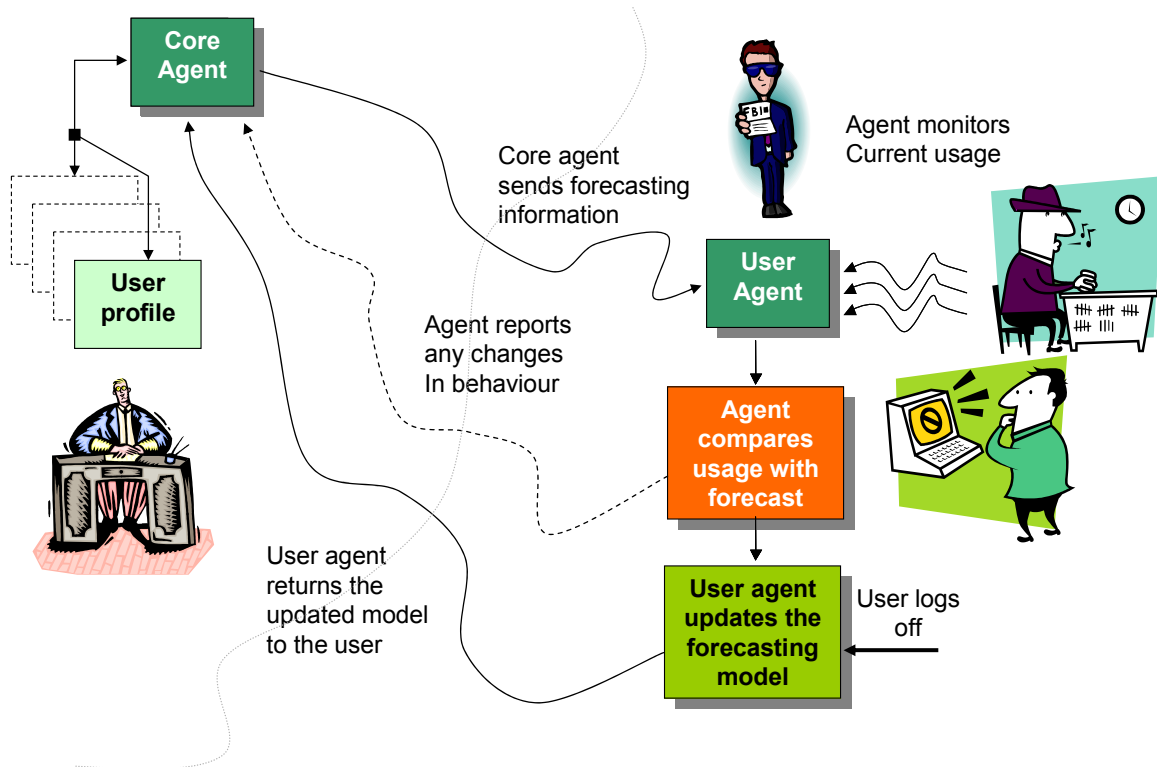 Core
Agent
User
profile
Core agent
sends forecasting
information
FBI
Agent monitors
Current usage
User
Agent
Agent reports
any changes
In behaviour
Agent
compares
usage with
forecast
User agent
returns the
updated model
to the user
User agent
updates the
forecasting
model
User logs
off